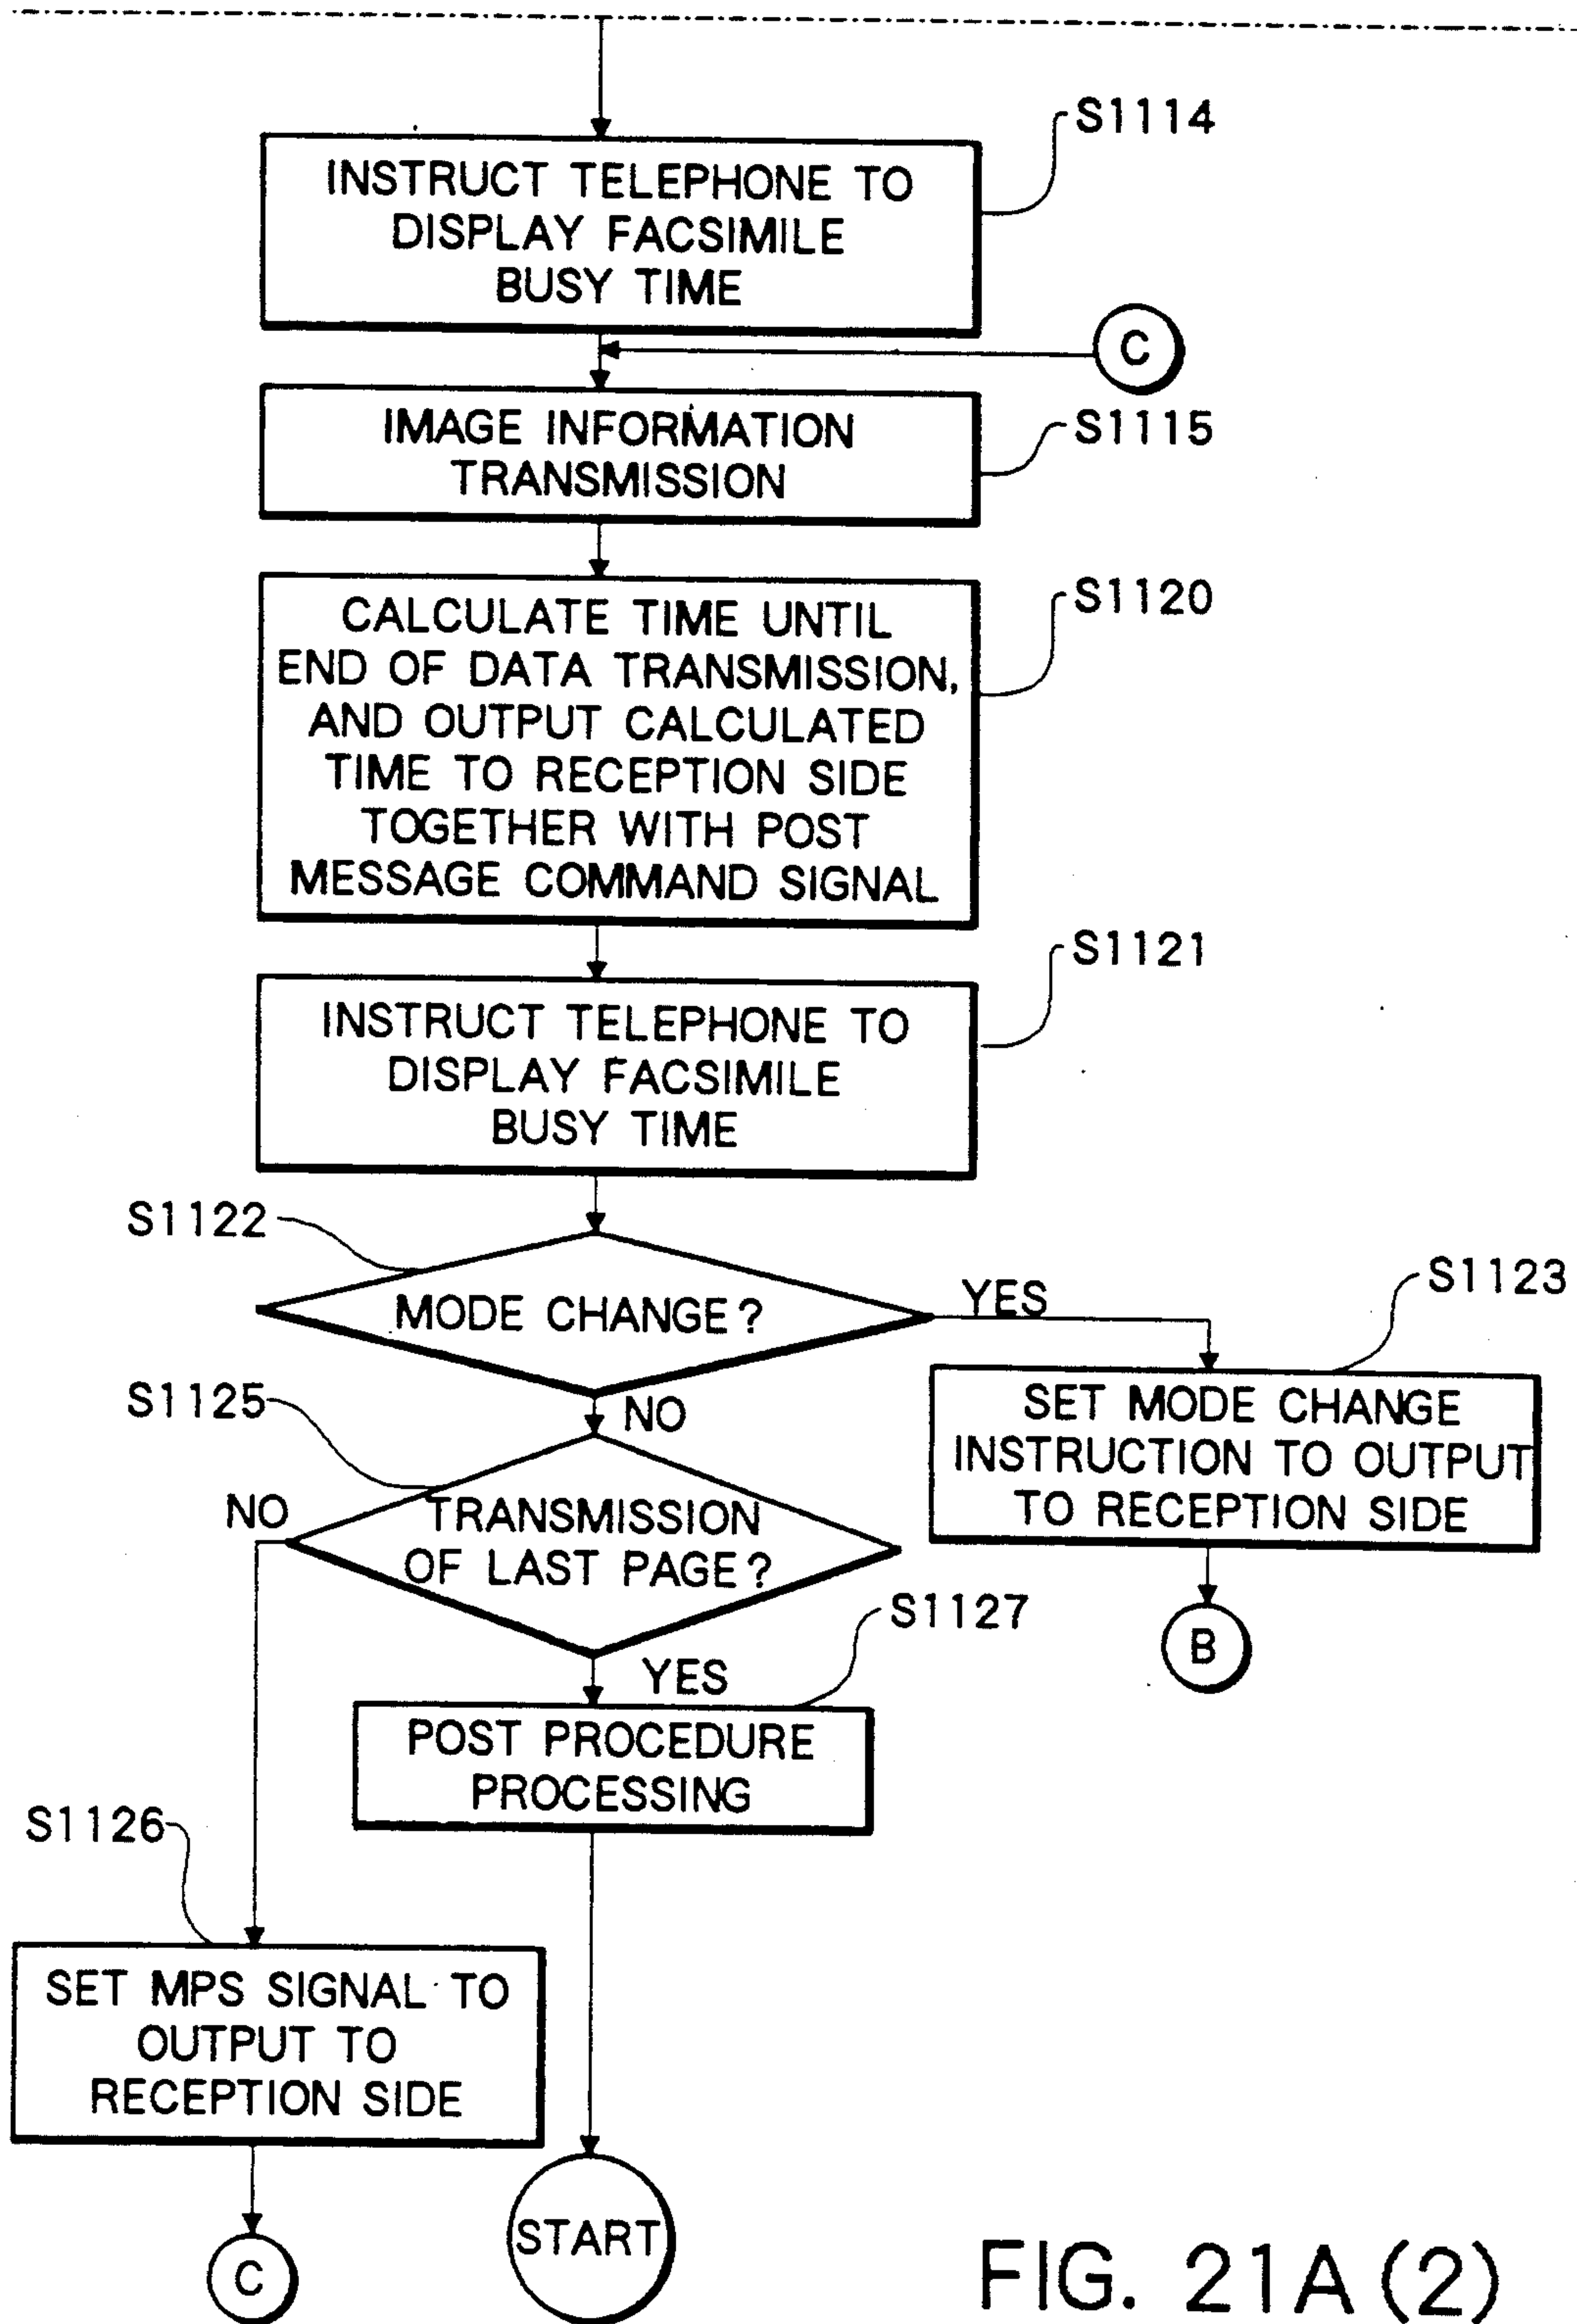 S1114
INSTRUCT TELEPHONE TO
DISPLAY FACSIMILE
BUSY TIME
C
S1115
IMAGE INFORMATION
TRANSMISSION
S1120
CALCULATE TIME UNTIL
END OF DATA TRANSMISSION,
AND OUTPUT CALCULATED
TIME TO RECEPTION SIDE
TOGETHER WITH POST
MESSAGE COMMAND SIGNAL
S1121
INSTRUCT TELEPHONE TO
DISPLAY FACSIMILE
BUSY TIME
S1122
MODE CHANGE?
YES
S1123
SET MODE CHANGE
INSTRUCTION TO OUTPUT
TO RECEPTION SIDE
B
NO
S1125
TRANSMISSION
OF LAST PAGE?
NO
YES
S1127
POST PROCEDURE
PROCESSING
S1126
SET MPS SIGNAL TO
OUTPUT TO
RECEPTION SIDE
C
START
FIG. 21A (2)